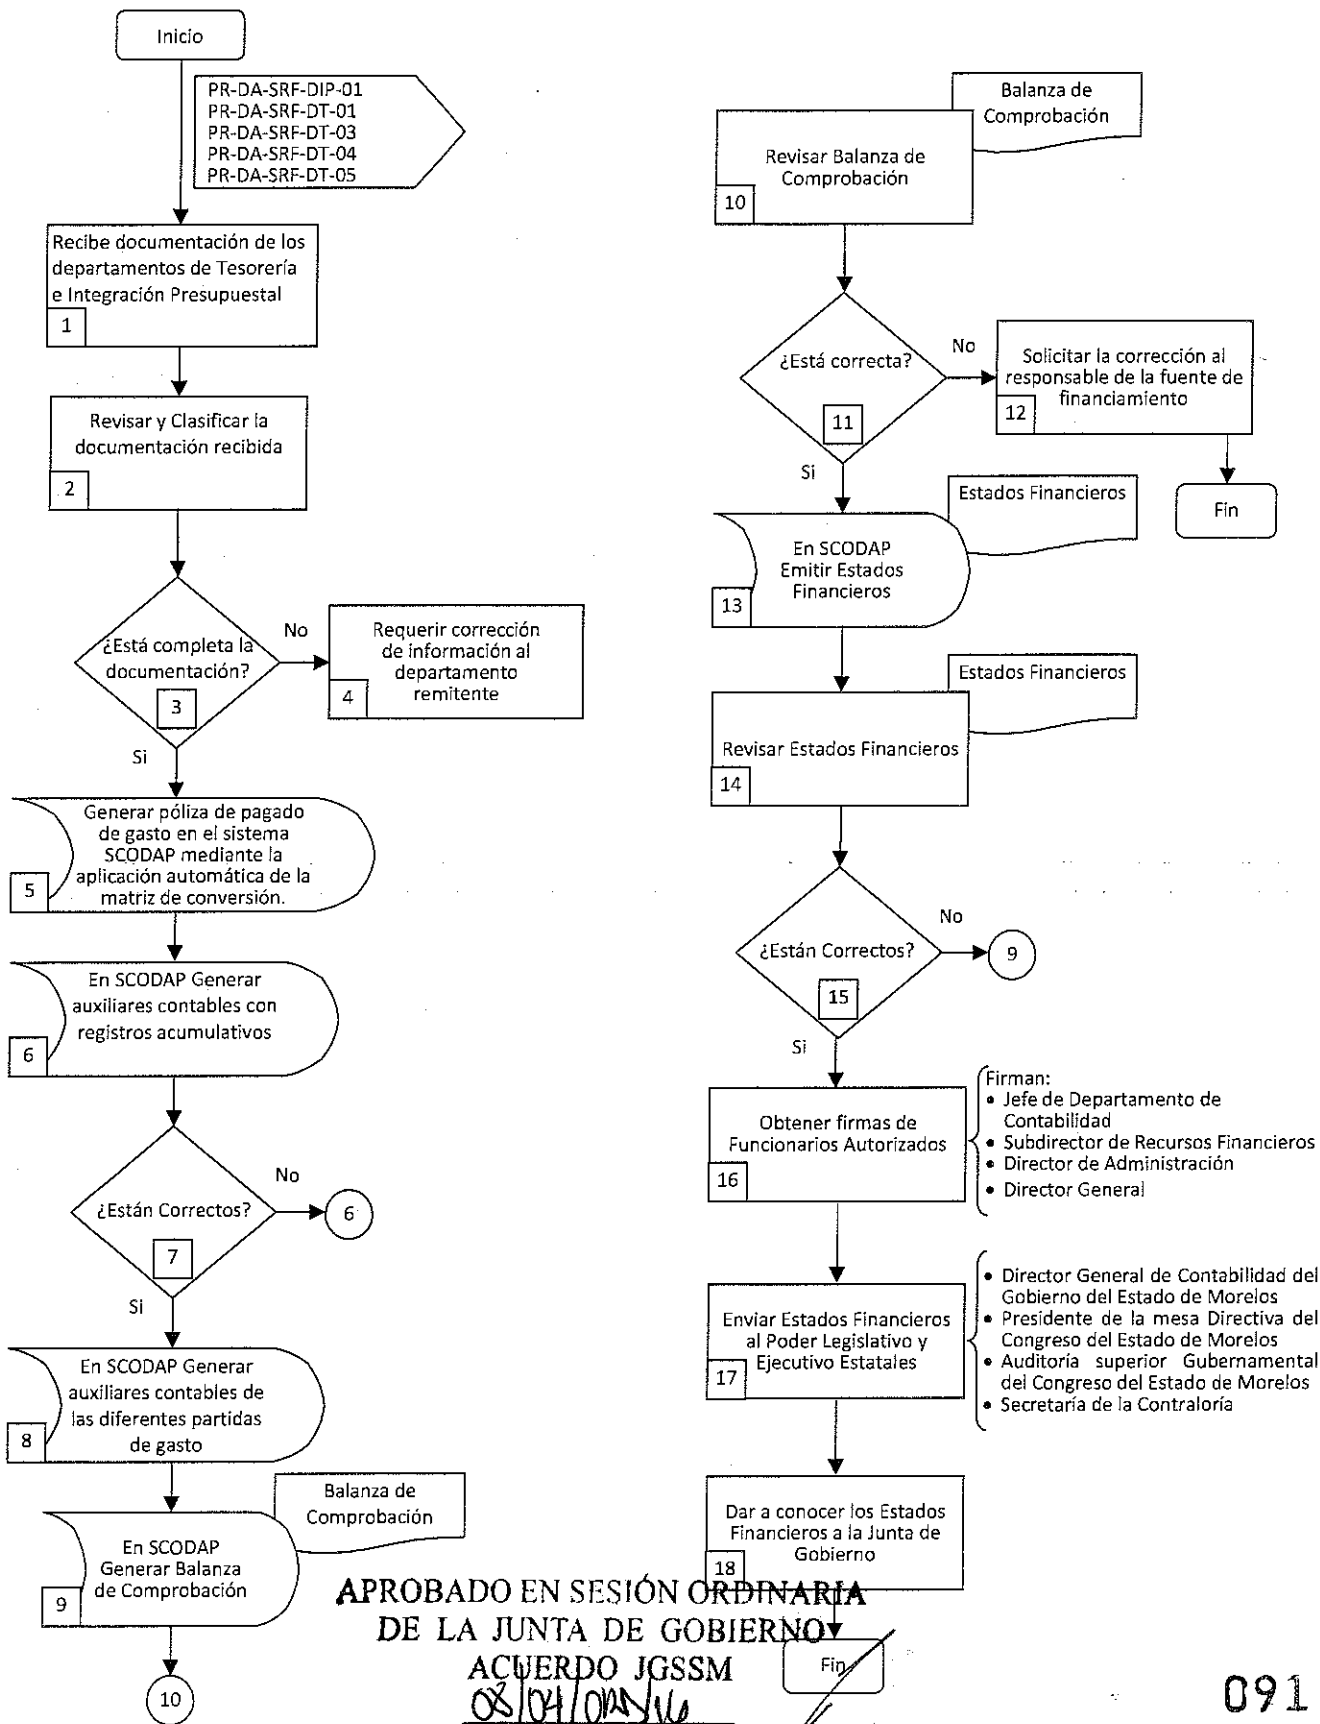 Inicio
PR-DA-SRF-DIP-01
PR-DA-SRF-DT-01
PR-DA-SRF-DT-03
PR-DA-SRF-DT-04
PR-DA-SRF-DT-05
Recibe documentación de los
departamentos de Tesorería
e Integración Presupuestal
1
Revisar y Clasificar la
documentación recibida
2
¿Está completa la
documentación?
3
No
Requerir corrección
de información al
departamento
remitente
4
Si
Generar póliza de pagado
de gasto en el sistema
SCODAP mediante la
aplicación automática de la
matriz de conversión.
5
En SCODAP Generar
auxiliares contables con
registros acumulativos
6
¿Están Correctos?
7
No
6
Si
En SCODAP Generar
auxiliares contables de
las diferentes partidas
de gasto
8
Balanza de
Comprobación
En SCODAP
Generar Balanza
de Comprobación
9
10
Balanza de
Comprobación
Revisar Balanza de
Comprobación
10
¿Está correcta?
11
No
Solicitar la corrección al
responsable de la fuente de
financiamiento
12
Fin
Si
Estados Financieros
En SCODAP
Emitir Estados
Financieros
13
Estados Financieros
Revisar Estados Financieros
14
¿Están Correctos?
15
No
9
Si
Obtener firmas de
Funcionarios Autorizados
16
Firman:
• Jefe de Departamento de
Contabilidad
• Subdirector de Recursos Financieros
• Director de Administración
• Director General
Enviar Estados Financieros
al Poder Legislativo y
Ejecutivo Estatales
17
• Director General de Contabilidad del
Gobierno del Estado de Morelos
• Presidente de la mesa Directiva del
Congreso del Estado de Morelos
• Auditoría superior Gubernamental
del Congreso del Estado de Morelos
• Secretaría de la Contraloría
Dar a conocer los Estados
Financieros a la Junta de
Gobierno
18
Fin
APROBADO EN SESIÓN ORDINARIA
DE LA JUNTA DE GOBIERNO
ACUERDO JGSSM
091